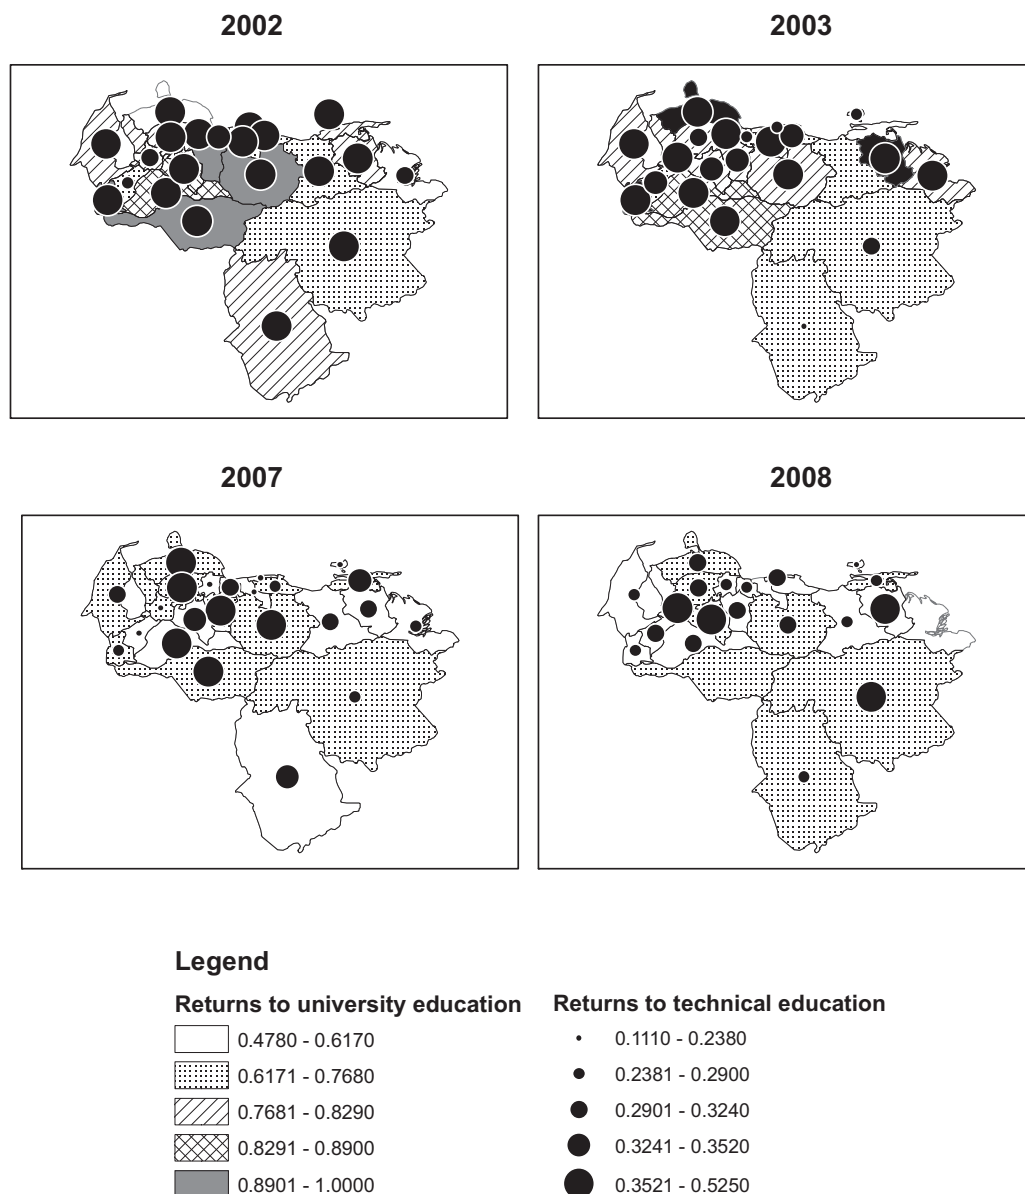 2002
2003
2007
2008
Legend
Returns to university education
0.4780 - 0.6170
0.6171 - 0.7680
0.7681 - 0.8290
0.8291 - 0.8900
0.8901 - 1.0000
Returns to technical education
0.1110 - 0.2380
0.2381 - 0.2900
0.2901 - 0.3240
0.3241 - 0.3520
0.3521 - 0.5250